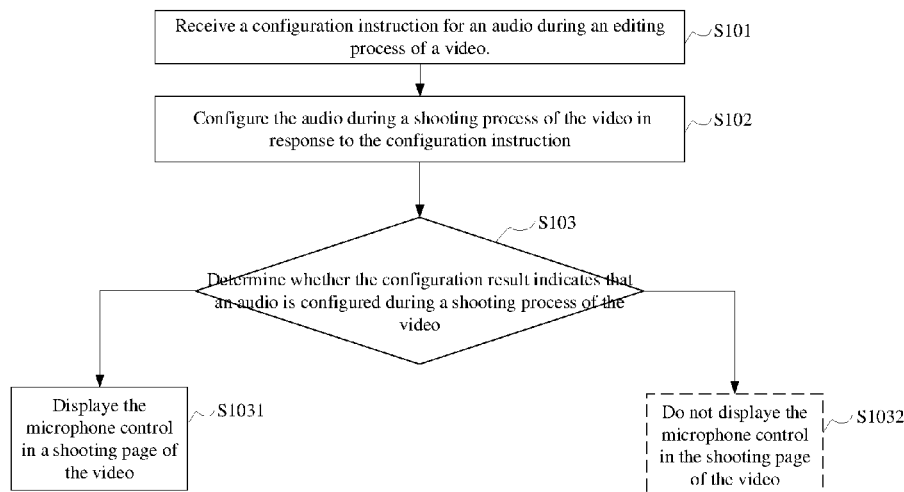 Receive a configuration instruction for an audio during an editing
process of a video.
S101
Configure the audio during a shooting process of the video in
response to the configuration instruction
S102
S103
Determine whether the configuration result indicates that
an audio is configured during a shooting process of the
video
Displaye the
microphone control
in a shooting page of
the video
S1031
Do not displaye the
microphone control
in the shooting page
of the video
S1032